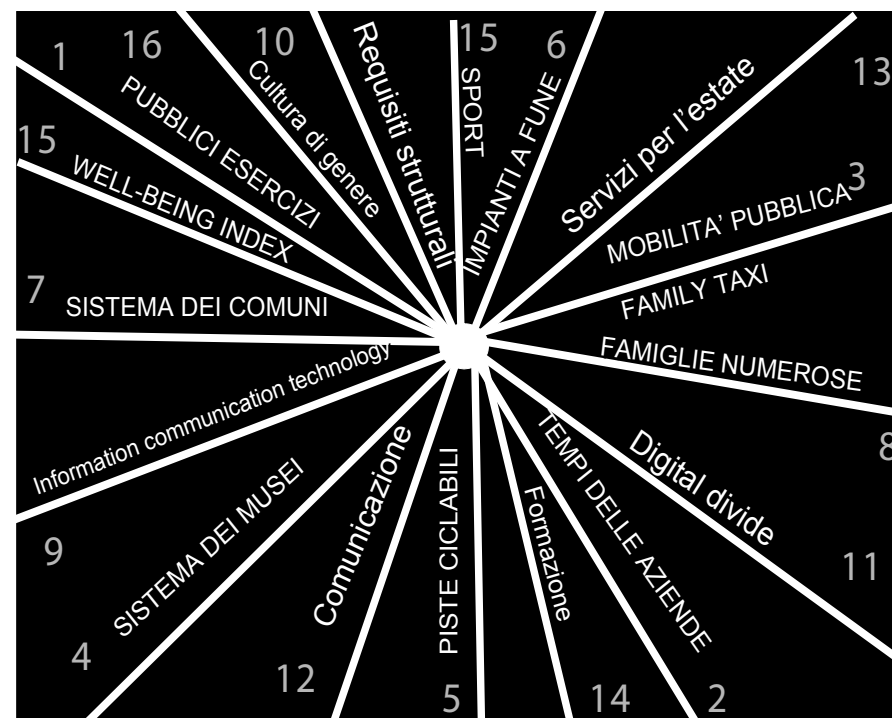 1
16
PUBBLICI ESERCIZI
10
Cultura di genere
Requisiti strutturali
15
SPORT
6
IMPIANTI A FUNE
Servizi per l'estate
13
3
MOBILITA' PUBBLICA
FAMILY TAXI
FAMIGLIE NUMEROSE
8
Digital divide
11
TEMPI DELLE AZIENDE
2
Formazione
14
PISTE CICLABILI
5
Comunicazione
12
SISTEMA DEI MUSEI
4
9
Information communication technology
SISTEMA DEI COMUNI
7
WELL-BEING INDEX
15